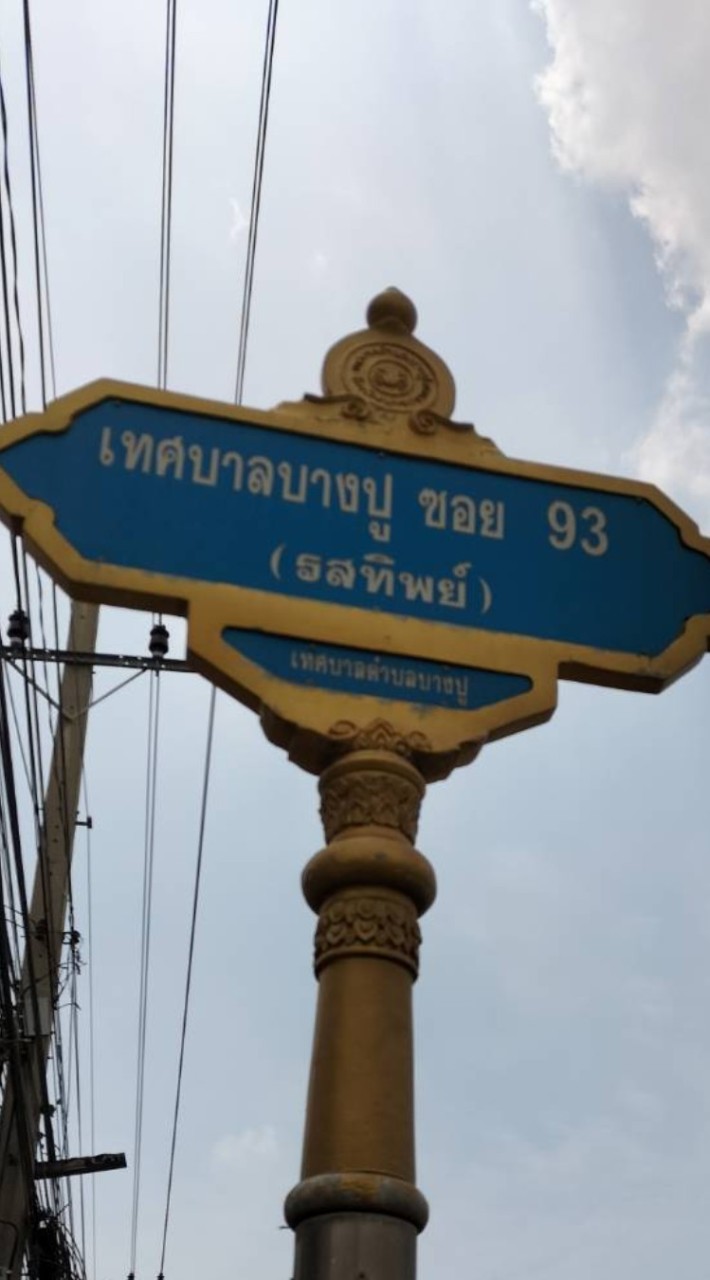 เทศบาลบางปู ซอย 93
(รสทิพย์)
เทศบาลตำบลบางปู